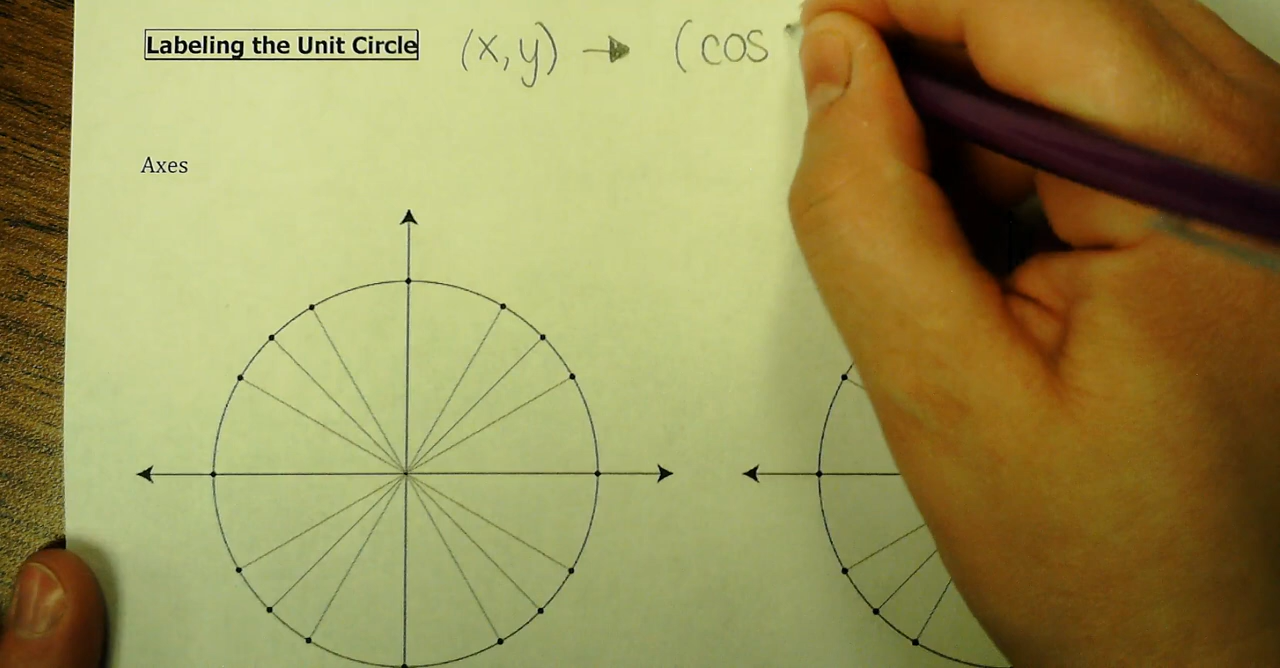 Labeling the Unit Circle (x,y) → (cos
Axes